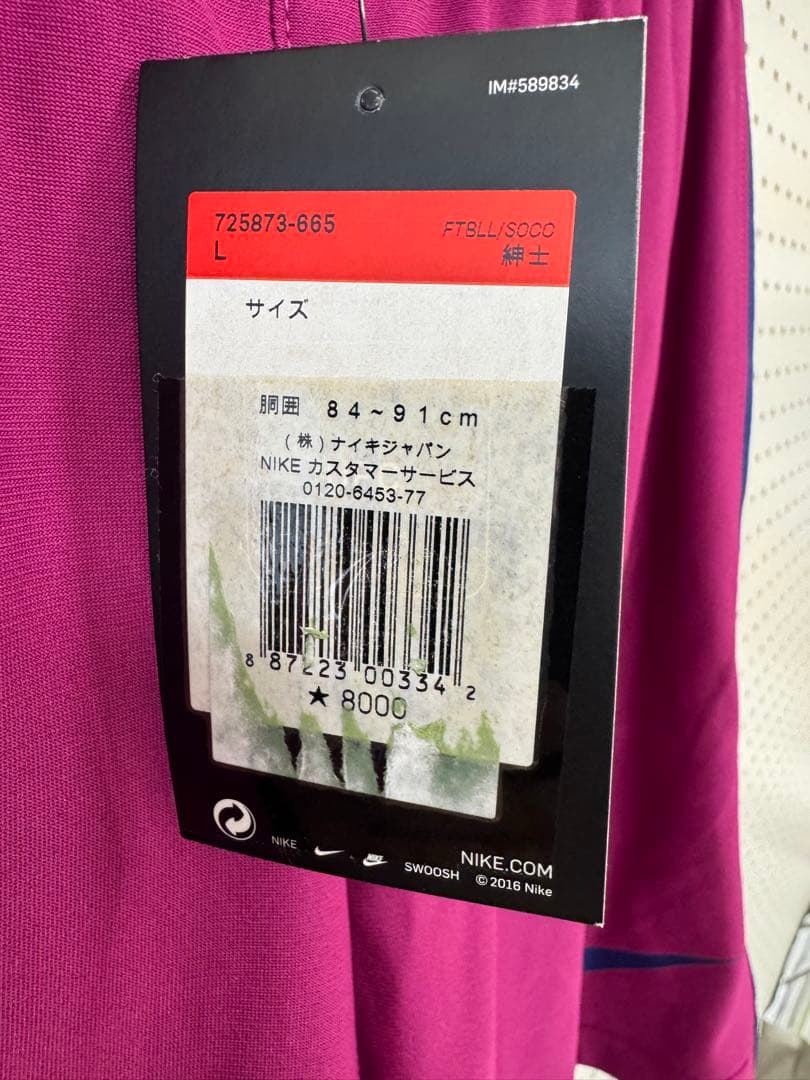 IM#589834
725873-665
FTBLL/SOCC
L
紳士
サイズ
胴囲 84~91cm
(株)ナイキジャパン
NIKE カスタマーサービス
0120-6453-77
8 87223 00334 2
★8000
NIKE
NIKE
SWOOSH
NIKE.COM
© 2016 Nike